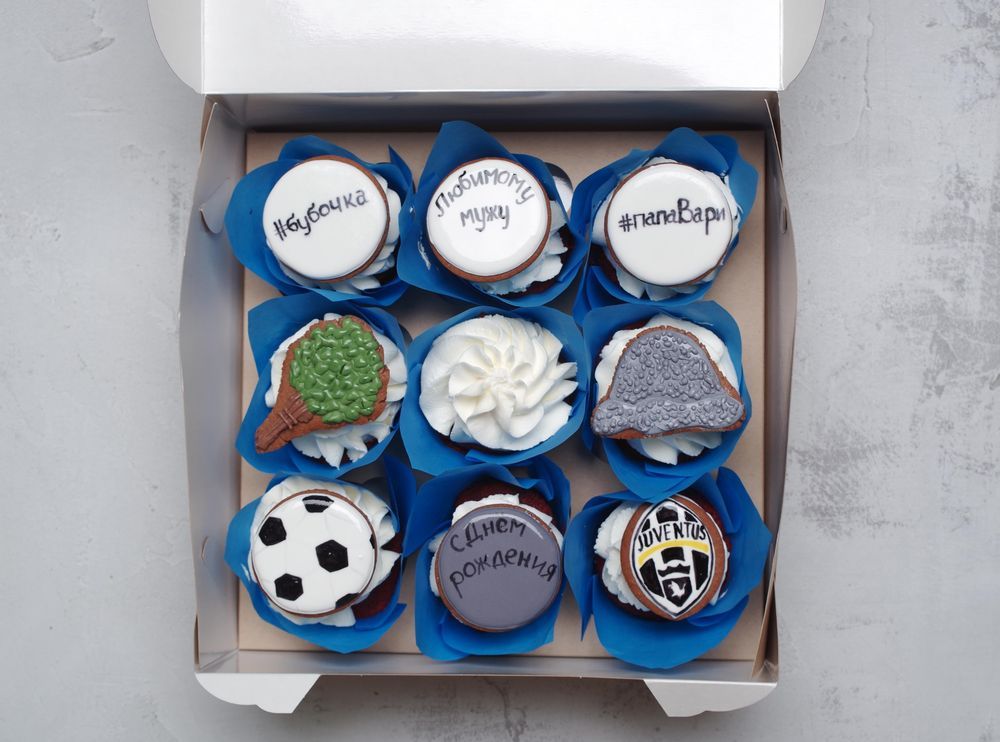 #бубочка
Любимому
мужу
#папаВари
с Днем
рождения
JUVENTUS